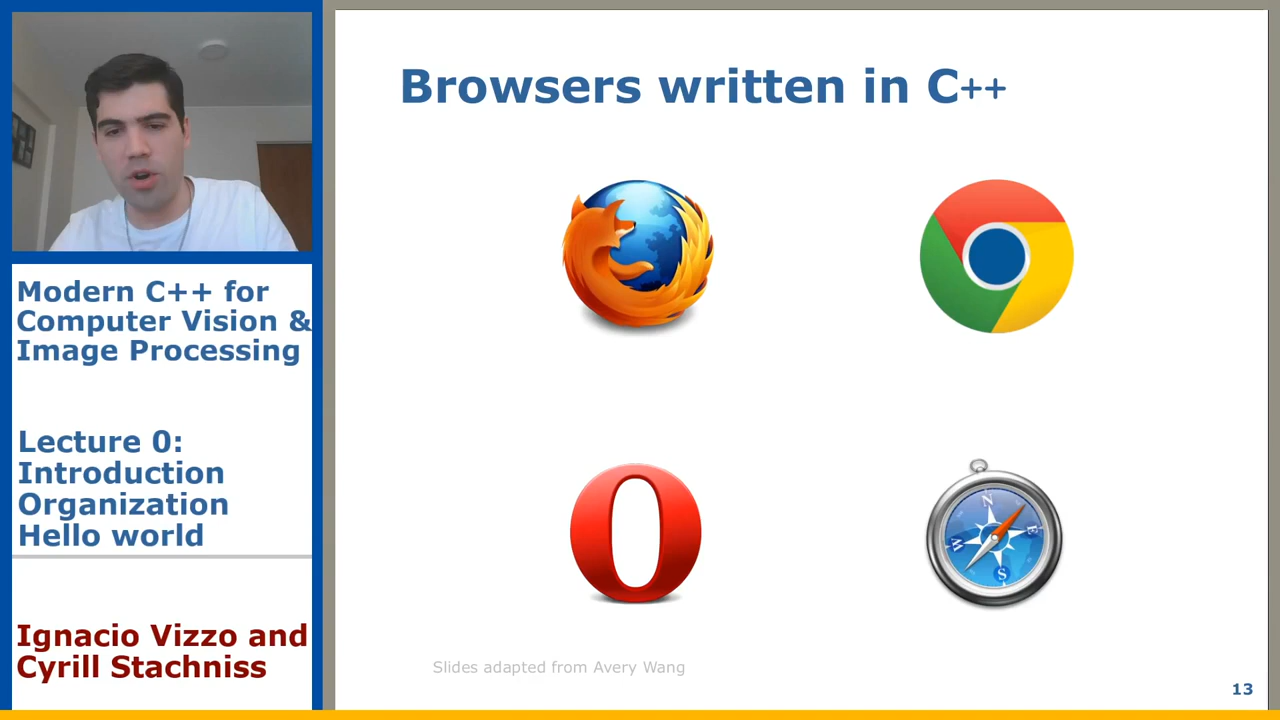 Browsers written in C++
Modern C++ for
Computer Vision &
Image Processing
Lecture 0:
Introduction
Organization
Hello world
Ignacio Vizzo and
Cyrill Stachniss
N
E
S
W
Slides adapted from Avery Wang
13